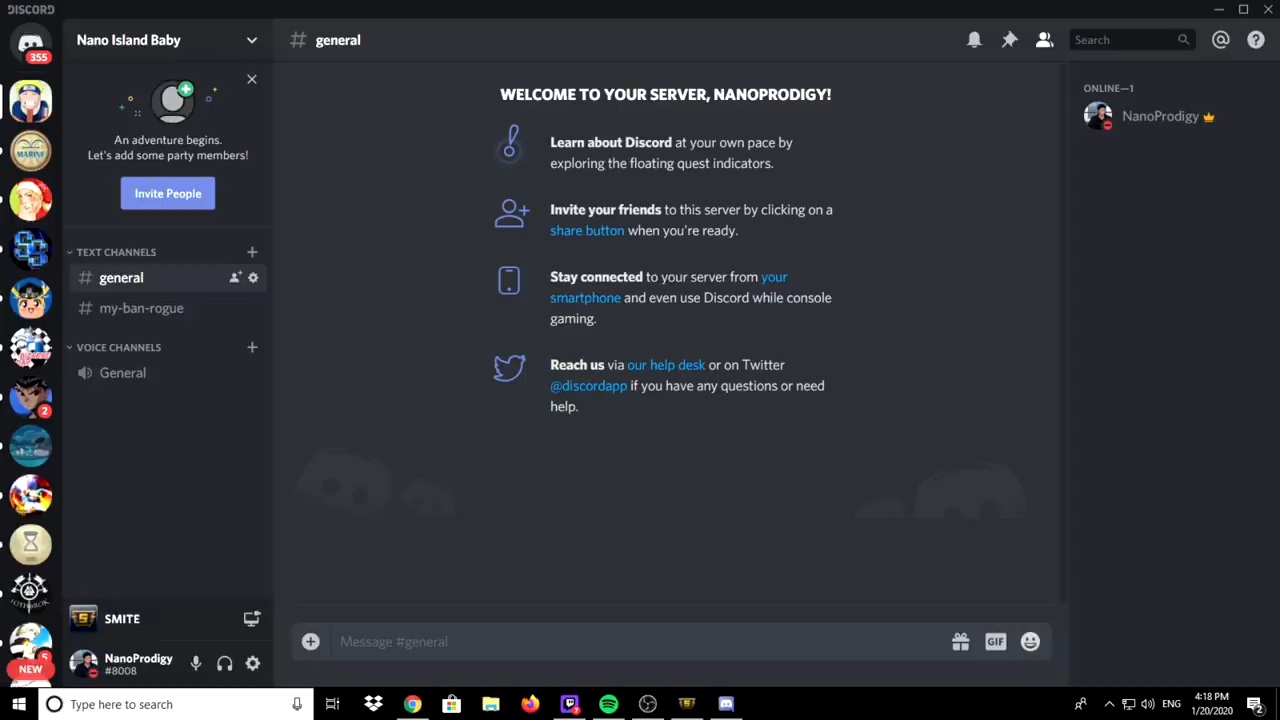 DISCORD
355
Nano Island Baby
general
Search
An adventure begins.
Let's add some party members!
Invite People
TEXT CHANNELS
general
my-ban-rogue
VOICE CHANNELS
General
MARINE
2
5
NEW
WELCOME TO YOUR SERVER, NANOPRODIGY!
Learn about Discord at your own pace by
exploring the floating quest indicators.
Invite your friends to this server by clicking on a
share button when you're ready.
Stay connected to your server from your
smartphone and even use Discord while console
gaming.
Reach us via our help desk or on Twitter
@discordapp if you have any questions or need
help.
ONLINE—1
NanoProdigy
SMITE
NanoProdigy
#8008
Message #general
GIF
Type here to search
7
ENG
4:18 PM
1/20/2020
2